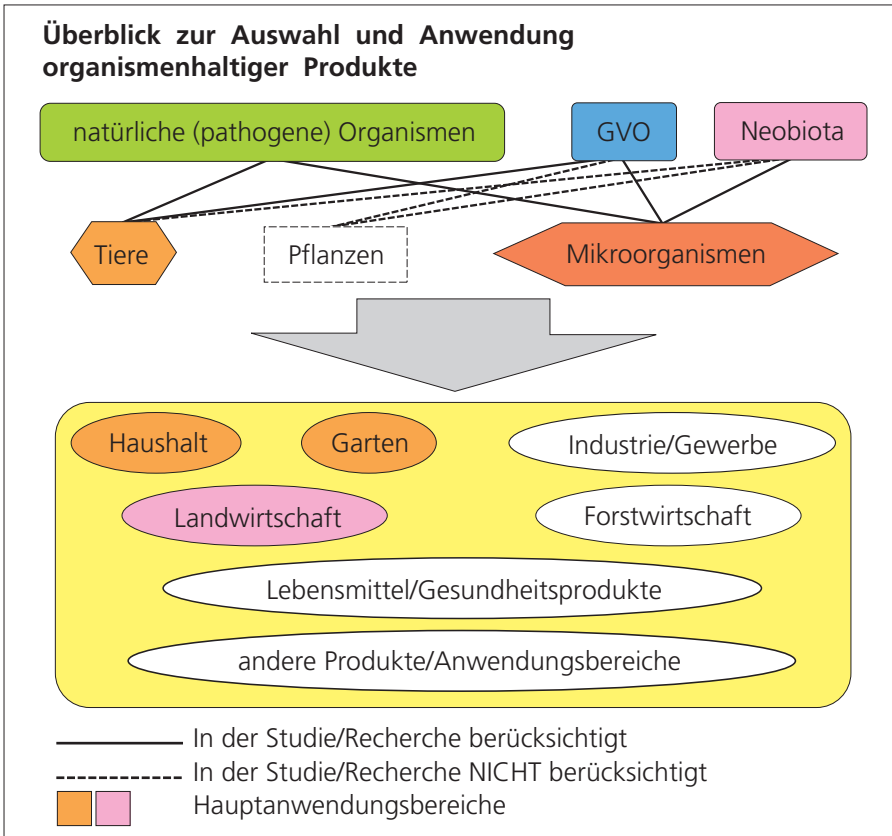 Überblick zur Auswahl und Anwendung
organismenhaltiger Produkte
natürliche (pathogene) Organismen
GVO
Neobiota
Tiere
Pflanzen
Mikroorganismen
Haushalt
Garten
Industrie/Gewerbe
Landwirtschaft
Forstwirtschaft
Lebensmittel/Gesundheitsprodukte
andere Produkte/Anwendungsbereiche
In der Studie/Recherche berücksichtigt
In der Studie/Recherche NICHT berücksichtigt
Hauptanwendungsbereiche